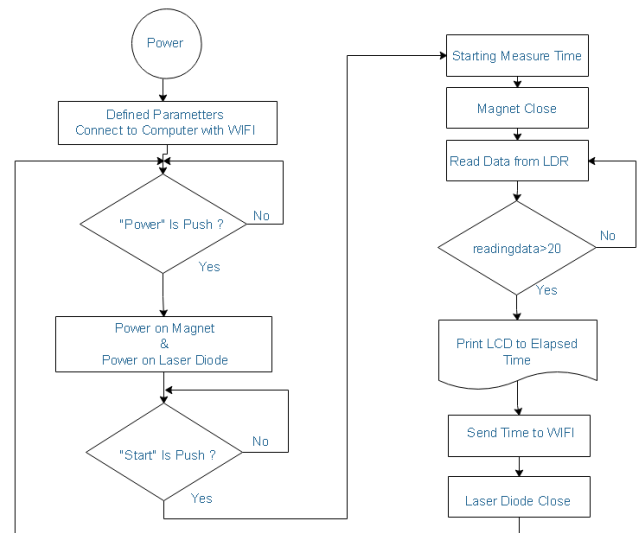 Power
Defined Parametters
Connect to Computer with WIFI
"Power" Is Push ?
No
Yes
Power on Magnet
&
Power on Laser Diode
"Start" Is Push ?
No
Yes
Starting Measure Time
Magnet Close
Read Data from LDR
readingdata>20
No
Yes
Print LCD to Elapsed
Time
Send Time to WIFI
Laser Diode Close